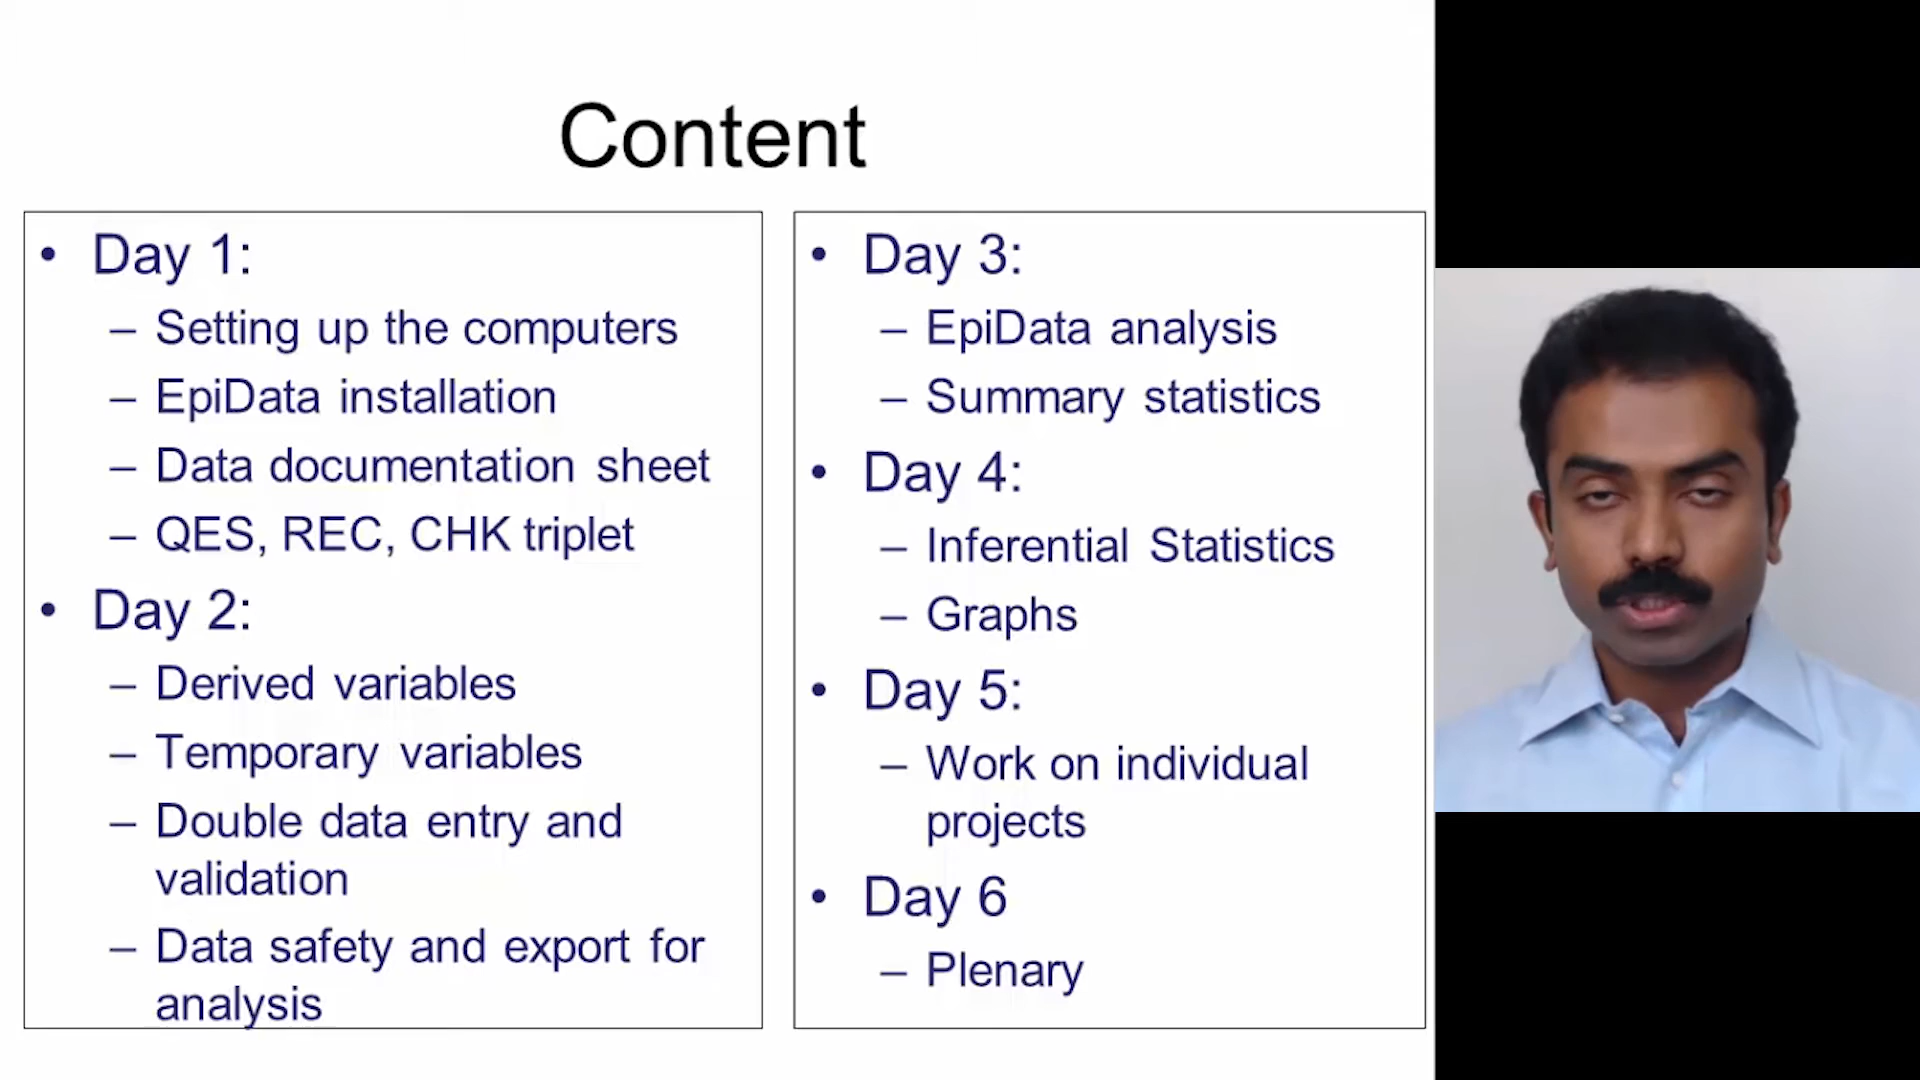 Content
• Day 1:
– Setting up the computers
– EpiData installation
– Data documentation sheet
– QES, REC, CHK triplet
• Day 2:
– Derived variables
– Temporary variables
– Double data entry and
validation
– Data safety and export for
analysis
• Day 3:
– EpiData analysis
– Summary statistics
• Day 4:
– Inferential Statistics
– Graphs
• Day 5:
– Work on individual
projects
• Day 6
– Plenary